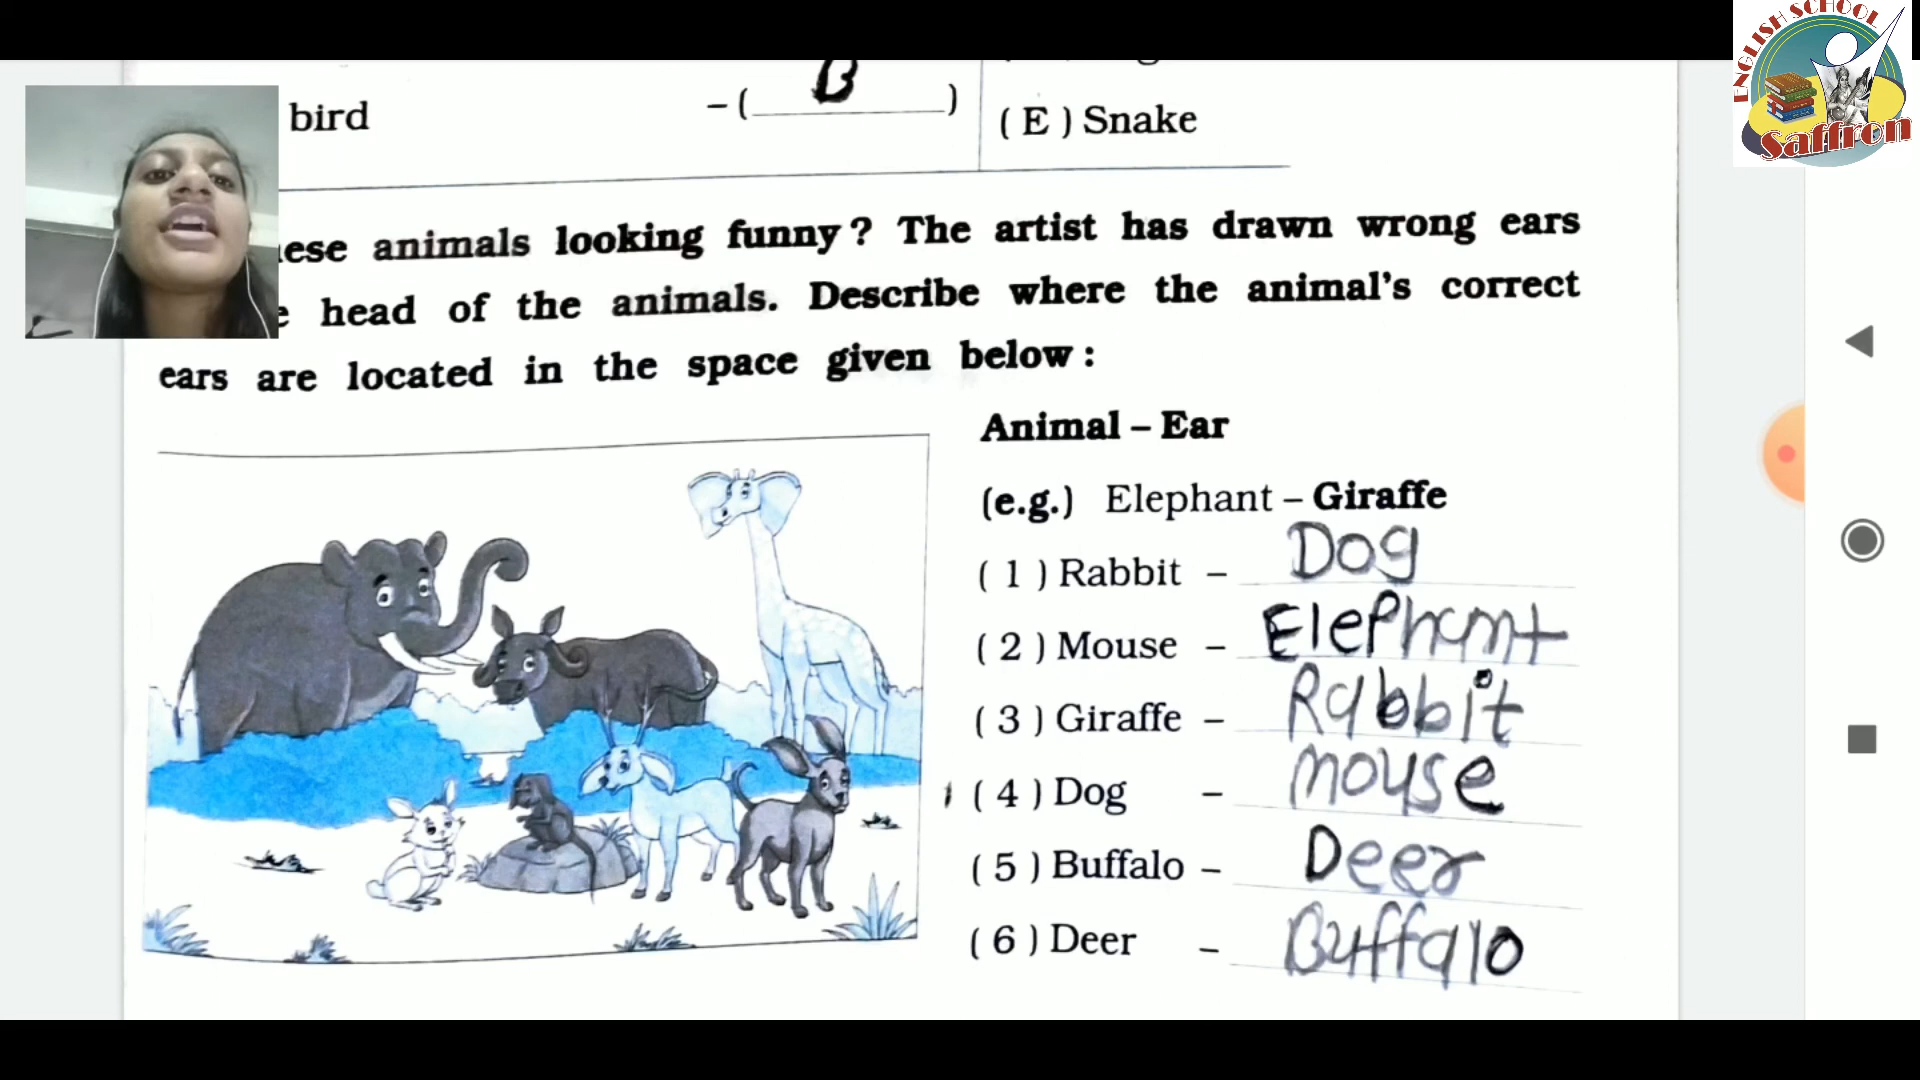 ENGLISH SCHOOL
Saffron
bird – ( B )
( E ) Snake
ese animals looking funny ? The artist has drawn wrong ears
e head of the animals. Describe where the animal's correct
ears are located in the space given below :
Animal – Ear
(e.g.) Elephant – Giraffe
( 1 ) Rabbit – Dog
( 2 ) Mouse – Elephant
( 3 ) Giraffe – Rabbit
( 4 ) Dog – mouse
( 5 ) Buffalo – Deer
( 6 ) Deer – Buffalo